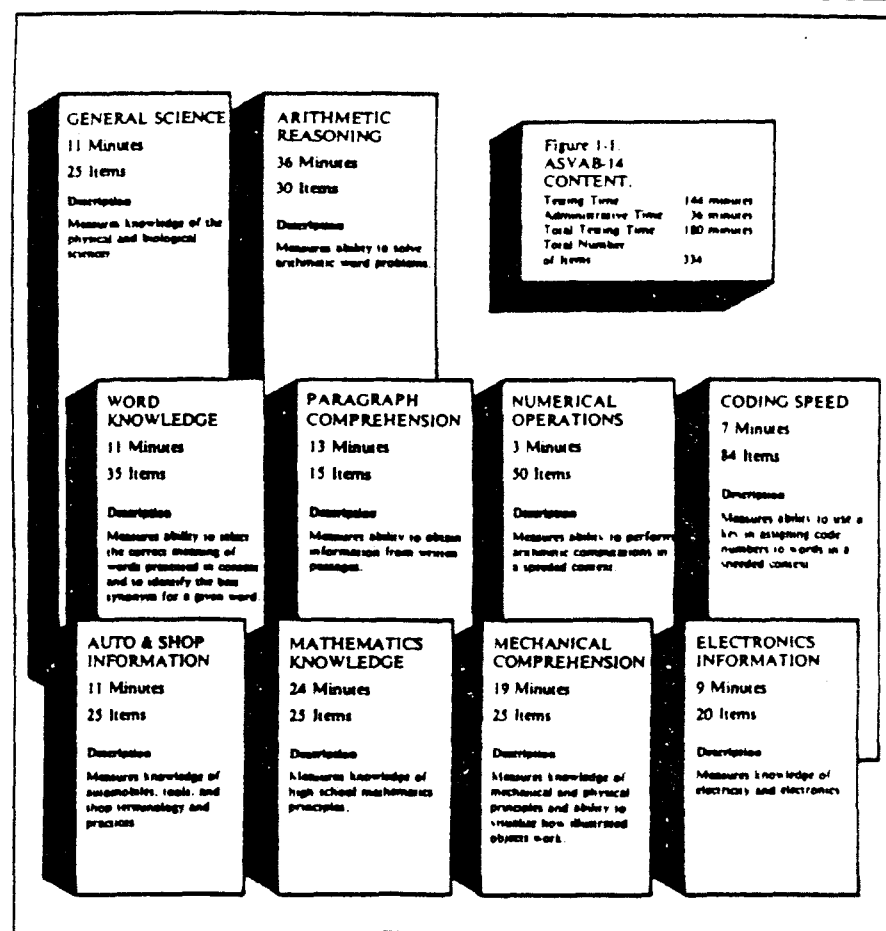 GENERAL SCIENCE
11 Minutes
25 Items
Description
Measures knowledge of the
physical and biological
sciences
ARITHMETIC
REASONING
36 Minutes
30 Items
Description
Measures ability to solve
arithmetic word problems.
Figure 1-1.
ASVAB-14
CONTENT.
Testing Time 144 minutes
Administrative Time 36 minutes
Total Testing Time 180 minutes
Total Number
of Items 334
WORD
KNOWLEDGE
11 Minutes
35 Items
Description
Measures ability to select
the correct meaning of
words presented in context
and to identify the best
synonym for a given word.
PARAGRAPH
COMPREHENSION
13 Minutes
15 Items
Description
Measures ability to obtain
information from written
passages.
NUMERICAL
OPERATIONS
3 Minutes
50 Items
Description
Measures ability to perform
arithmetic computations in
a speeded context
CODING SPEED
7 Minutes
84 Items
Description
Measures ability to use a
key in assigning code
numbers to words in a
speeded context
AUTO & SHOP
INFORMATION
11 Minutes
25 Items
Description
Measures knowledge of
automobiles, tools, and
shop terminology and
practices
MATHEMATICS
KNOWLEDGE
24 Minutes
25 Items
Description
Measures knowledge of
high school mathematics
principles.
MECHANICAL
COMPREHENSION
19 Minutes
25 Items
Description
Measures knowledge of
mechanical and physical
principles and ability to
visualize how illustrated
objects work.
ELECTRONICS
INFORMATION
9 Minutes
20 Items
Description
Measures knowledge of
electricity and electronics